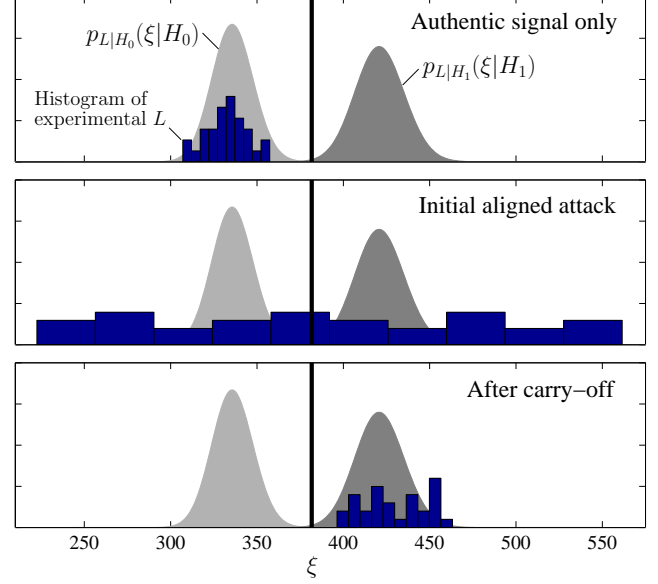 Authentic signal only
p_{L|H_0}(ξ|H_0)
p_{L|H_1}(ξ|H_1)
Histogram of
experimental L
Initial aligned attack
After carry−off
250 300 350 400 450 500 550
ξ